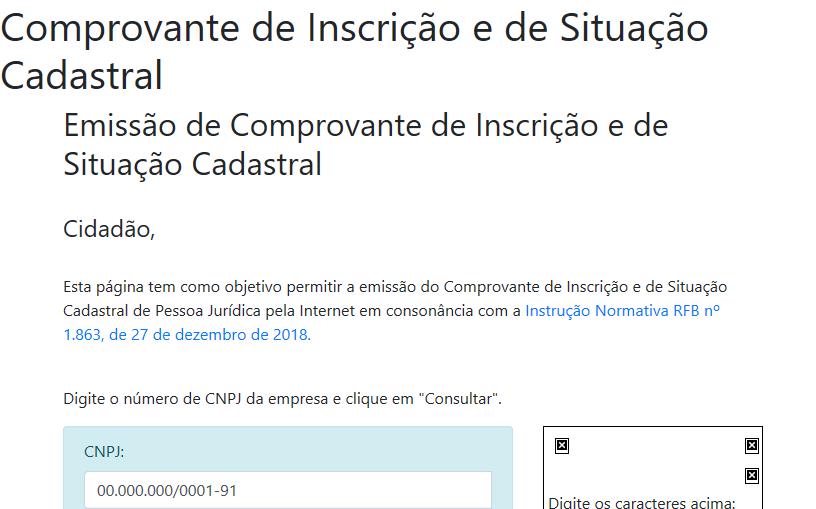 Comprovante de Inscrição e de Situação
Cadastral
Emissão de Comprovante de Inscrição e de
Situação Cadastral
Cidadão,
Esta página tem como objetivo permitir a emissão do Comprovante de Inscrição e de Situação
Cadastral de Pessoa Jurídica pela Internet em consonância com a Instrução Normativa RFB nº
1.863, de 27 de dezembro de 2018.
Digite o número de CNPJ da empresa e clique em "Consultar".
CNPJ:
00.000.000/0001-91
Digite os caracteres acima: